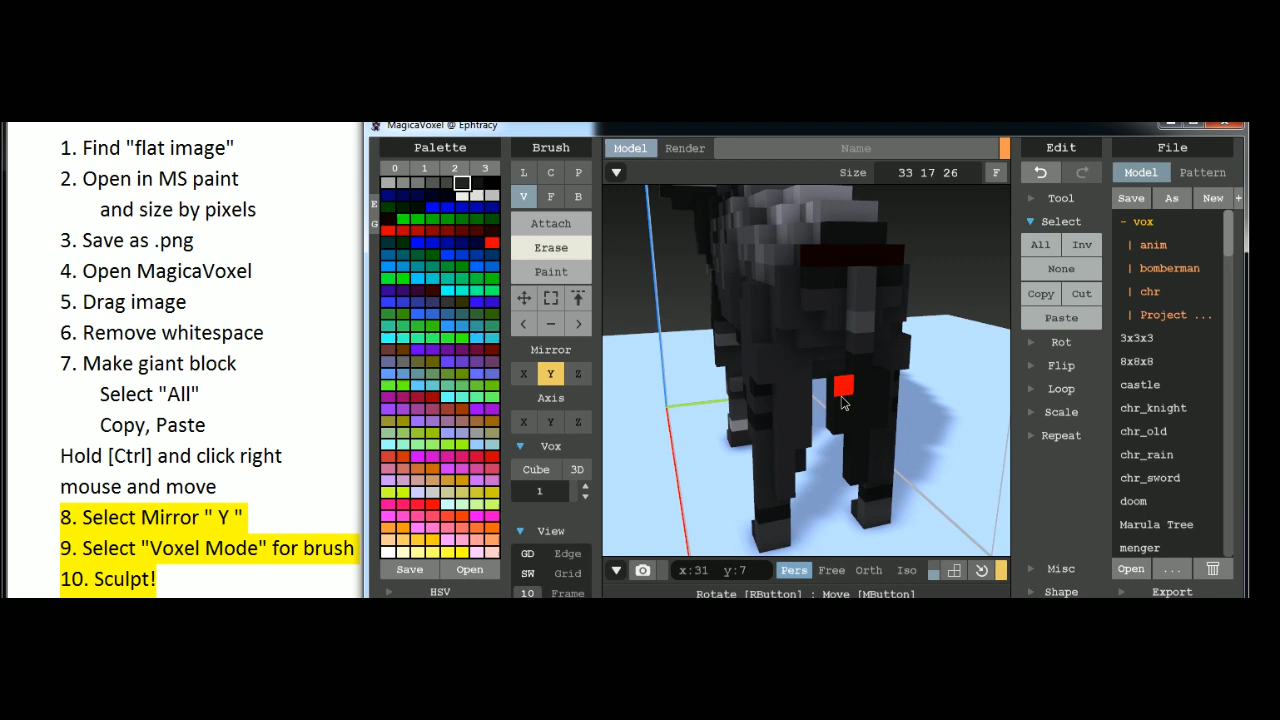 1. Find "flat image"
2. Open in MS paint
and size by pixels
3. Save as .png
4. Open MagicaVoxel
5. Drag image
6. Remove whitespace
7. Make giant block
Select "All"
Copy, Paste
Hold [Ctrl] and click right
mouse and move
8. Select Mirror " Y "
9. Select "Voxel Mode" for brush
10. Sculpt!
MagicaVoxel @ Ephtracy
Palette
0 1 2 3
E
G
Save Open
HSV
Brush
L C P
V F B
Attach
Erase
Paint
< − >
Mirror
X Y Z
Axis
X Y Z
Vox
Cube 3D
1
View
GD Edge
SW Grid
10 Frame
Model Render Name
Size 33 17 26 F
x:31 y:7 Pers Free Orth Iso
Rotate [RButton] : Move [MButton]
Edit
Tool
Select
All Inv
None
Copy Cut
Paste
Rot
Flip
Loop
Scale
Repeat
Misc
Shape
File
Model Pattern
Save As New +
- vox
| anim
| bomberman
| chr
| Project ...
3x3x3
8x8x8
castle
chr_knight
chr_old
chr_rain
chr_sword
doom
Marula Tree
menger
Open ...
Export